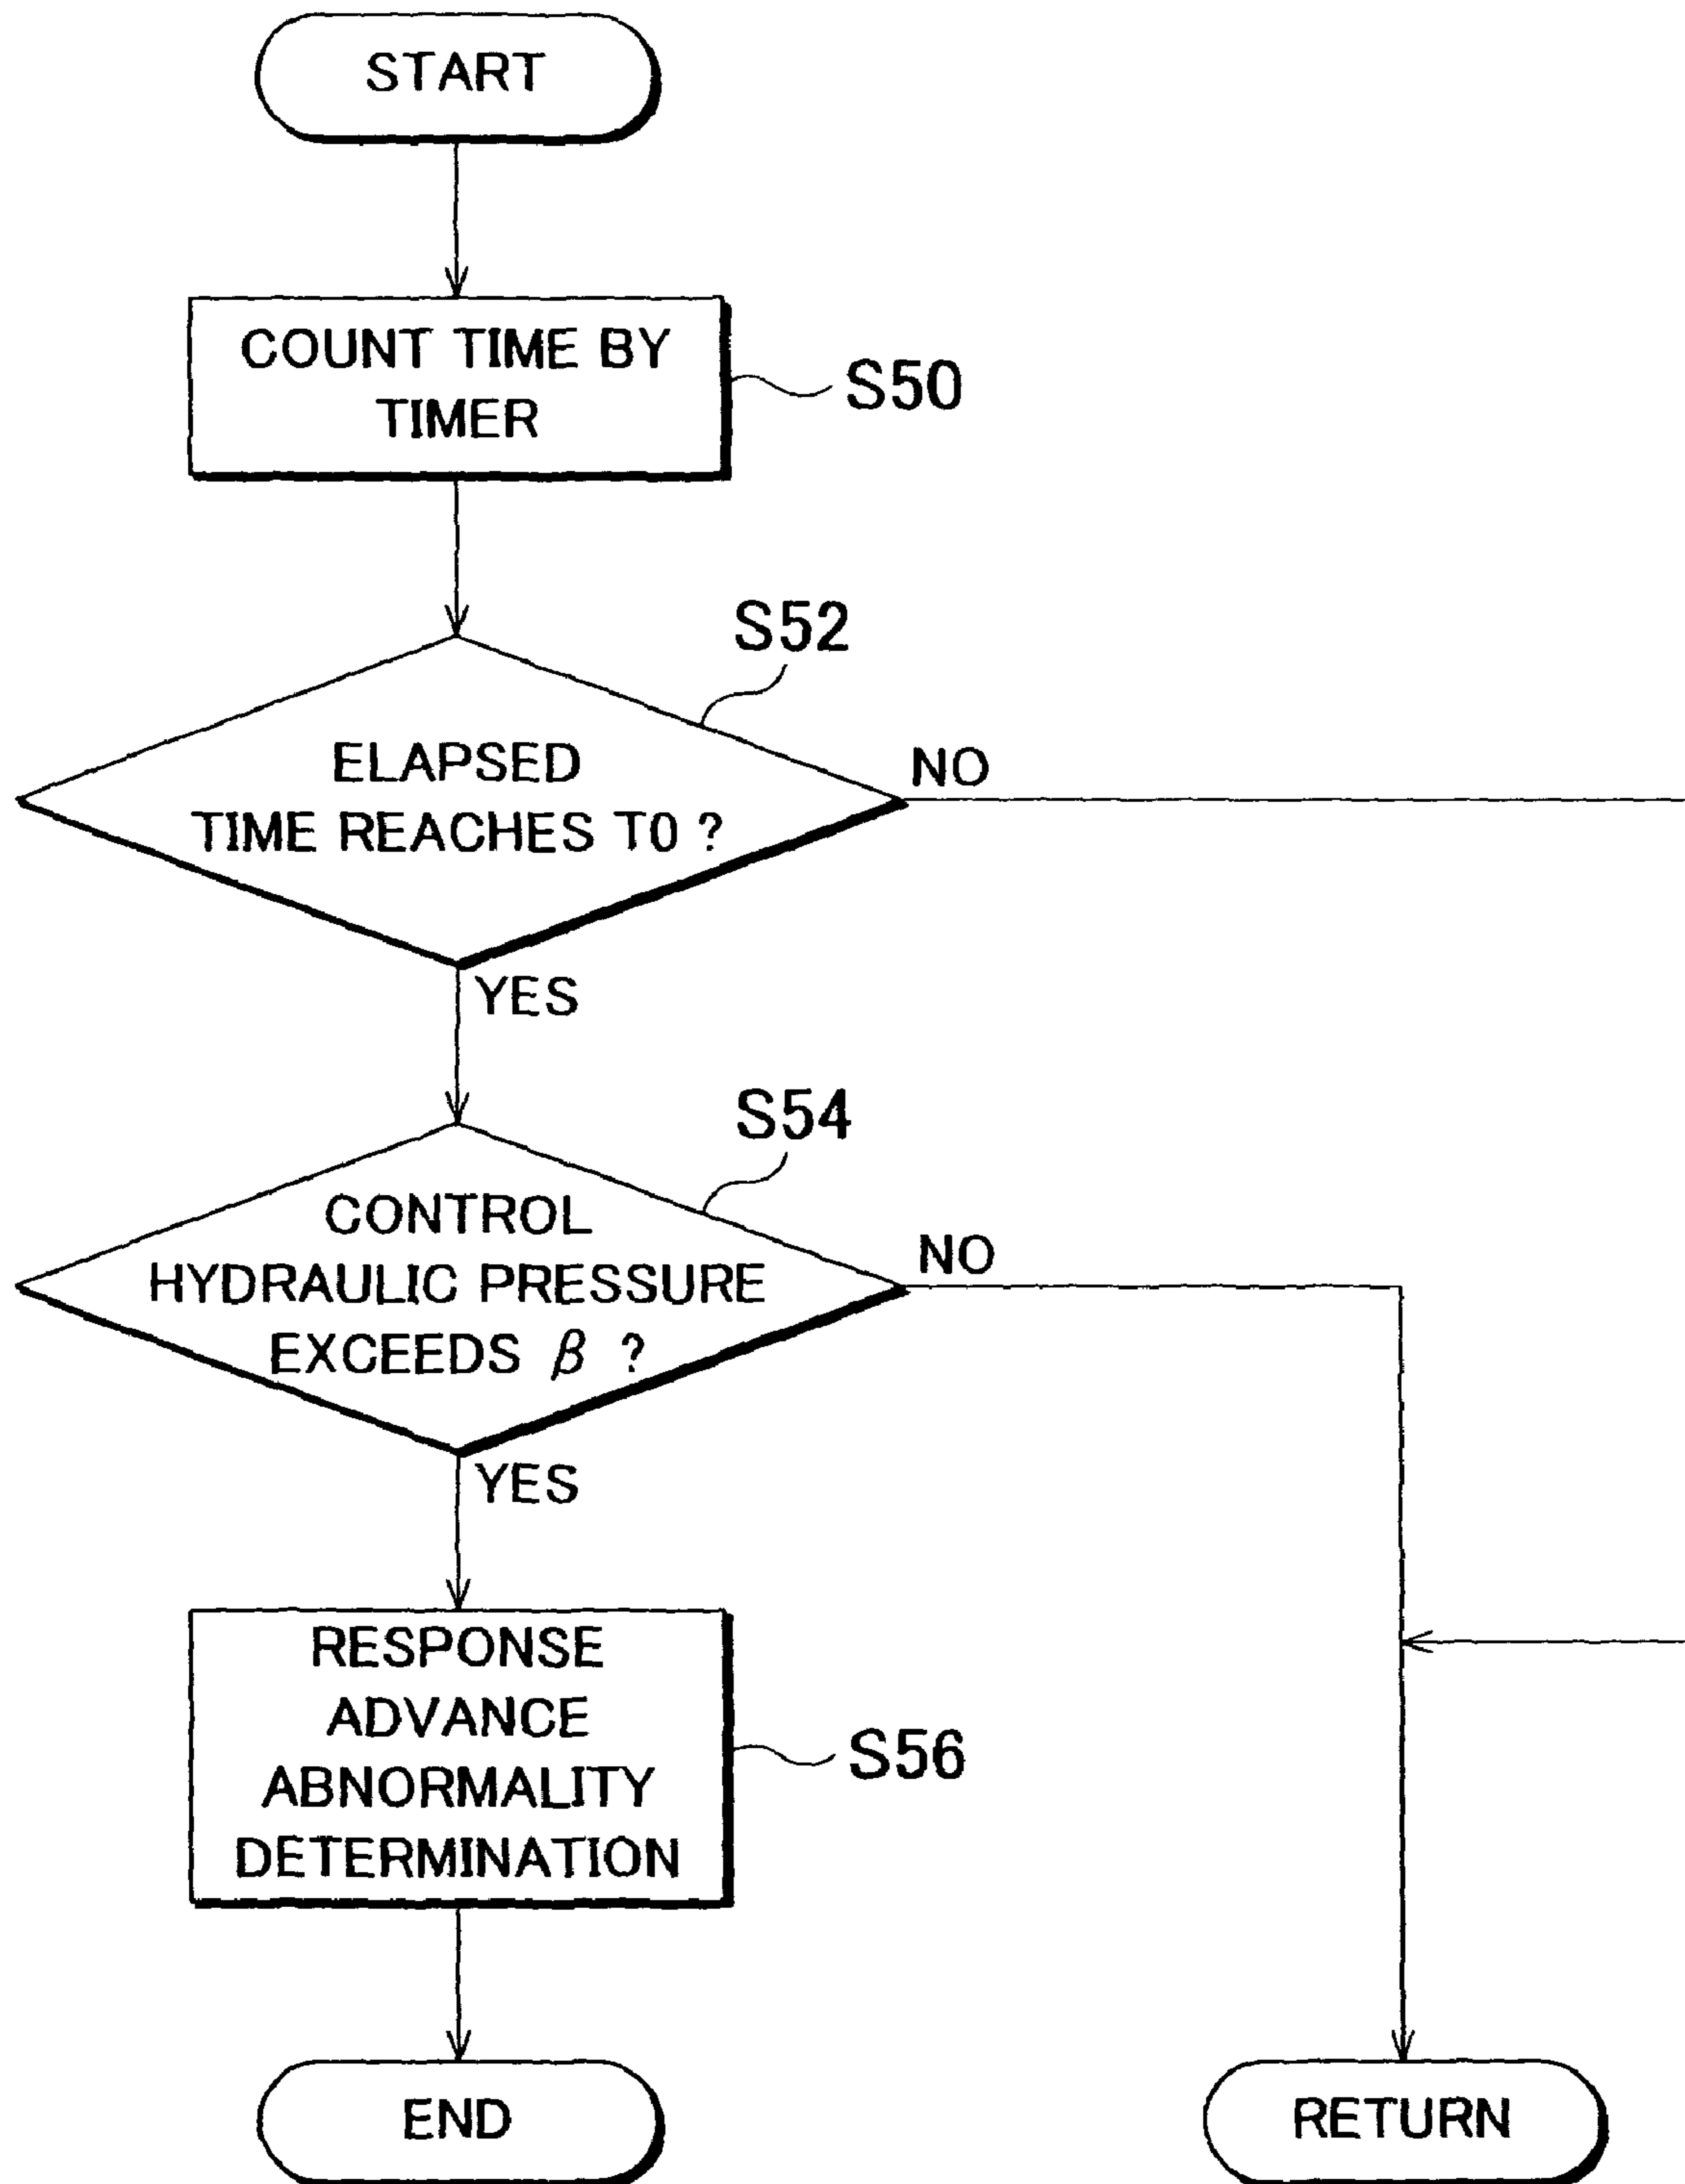 START
COUNT TIME BY
TIMER
S50
S52
ELAPSED
TIME REACHES T0 ?
NO
YES
S54
CONTROL
HYDRAULIC PRESSURE
EXCEEDS β ?
NO
YES
RESPONSE
ADVANCE
ABNORMALITY
DETERMINATION
S56
END
RETURN